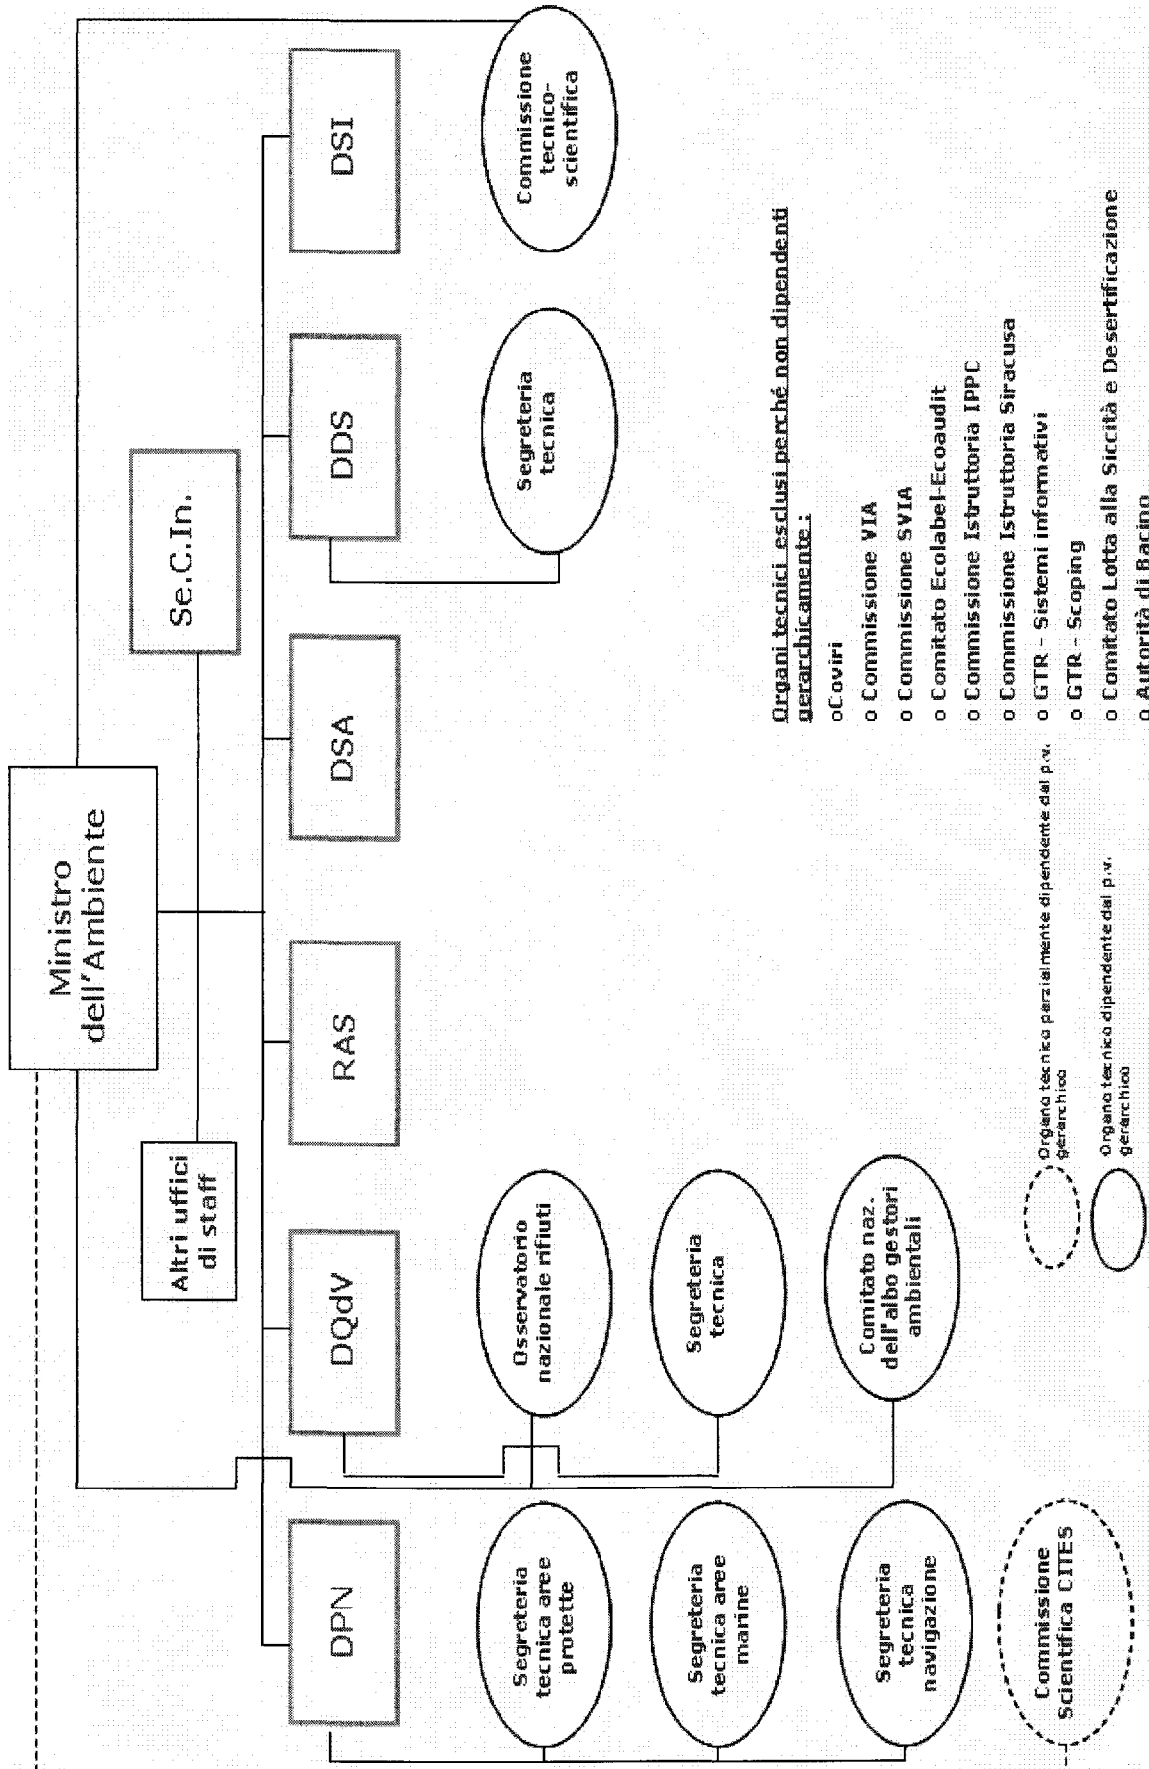 Ministro
dell'Ambiente
Altri uffici
di staff
Se.C.In.
DPN
DQdV
RAS
DSA
DDS
DSI
Segreteria
tecnica aree
protette
Osservatorio
nazionale rifiuti
Segreteria
tecnica
Commissione
tecnico-
scientifica
Segreteria
tecnica aree
marine
Segreteria
tecnica
Segreteria
tecnica
navigazione
Comitato naz.
dell'albo gestori
ambientali
Commissione
Scientifica CITES
Organo tecnico parzialmente dipendente dal p.v.
gerarchico
Organo tecnico dipendente dal p.v.
gerarchico
Organi tecnici esclusi perché non dipendenti
gerarchicamente :
oCoviri
o Commissione VIA
o Commissione SVIA
o Comitato Ecolabel-Ecoaudit
o Commissione Istruttoria IPPC
o Commissione Istruttoria Siracusa
o GTR - Sistemi informativi
o GTR - Scoping
o Comitato Lotta alla Siccità e Desertificazione
o Autorità di Bacino